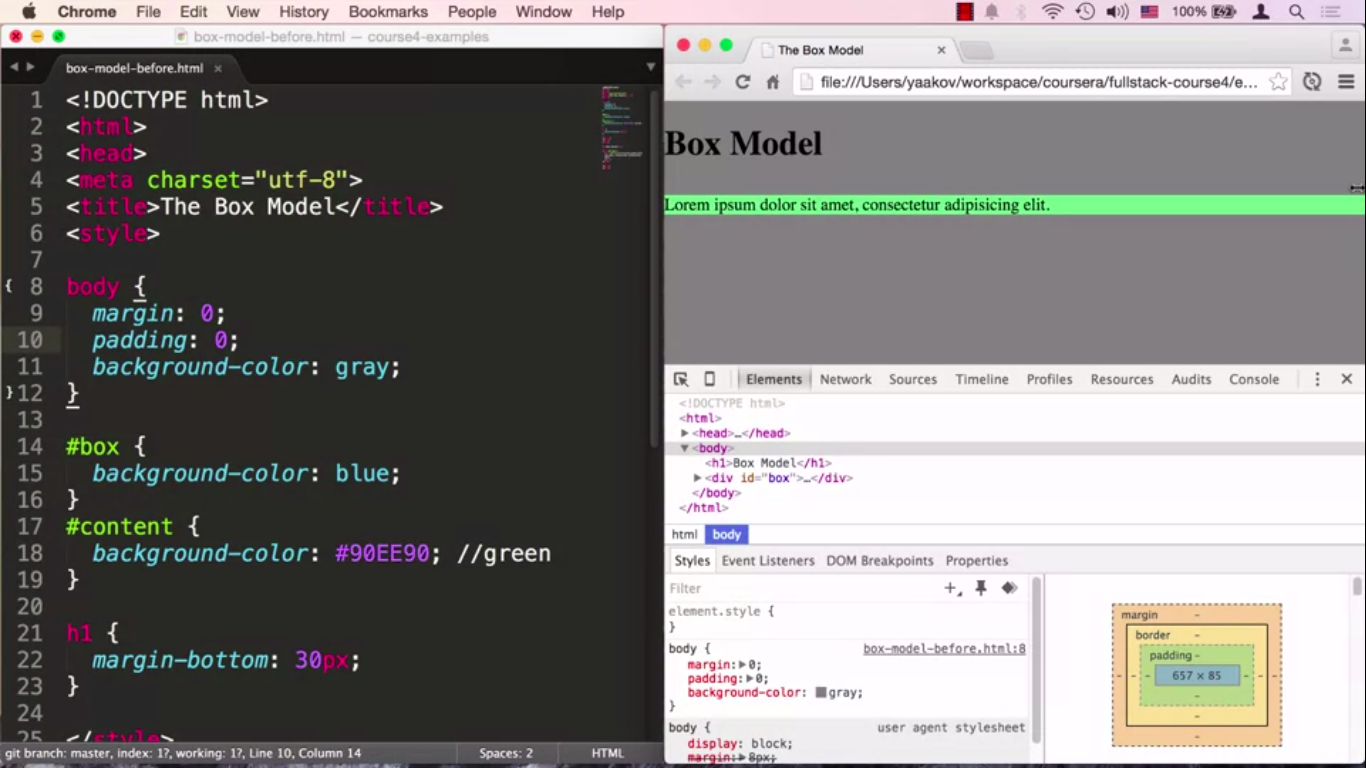 Chrome File Edit View History Bookmarks People Window Help 100%
box-model-before.html — course4-examples
box-model-before.html ×
1 <!DOCTYPE html>
2 <html>
3 <head>
4 <meta charset="utf-8">
5 <title>The Box Model</title>
6 <style>
7
{ 8 body {
9 margin: 0;
10 padding: 0;
11 background-color: gray;
} 12 }
13
14 #box {
15 background-color: blue;
16 }
17 #content {
18 background-color: #90EE90; //green
19 }
20
21 h1 {
22 margin-bottom: 30px;
23 }
24
25 </style>
git branch: master, index: 1?, working: 1?, Line 10, Column 14 Spaces: 2 HTML
The Box Model ×
file:///Users/yaakov/workspace/coursera/fullstack-course4/e...
Box Model
Lorem ipsum dolor sit amet, consectetur adipisicing elit.
Elements Network Sources Timeline Profiles Resources Audits Console
<!DOCTYPE html>
<html>
<head>…</head>
<body>
<h1>Box Model</h1>
<div id="box">…</div>
</body>
</html>
html body
Styles Event Listeners DOM Breakpoints Properties
Filter
element.style {
}
body { box-model-before.html:8
margin: 0;
padding: 0;
background-color: gray;
}
body { user agent stylesheet
display: block;
margin: 8px;
margin -
border -
padding -
- - - 657 × 85 - - -
-
-
-